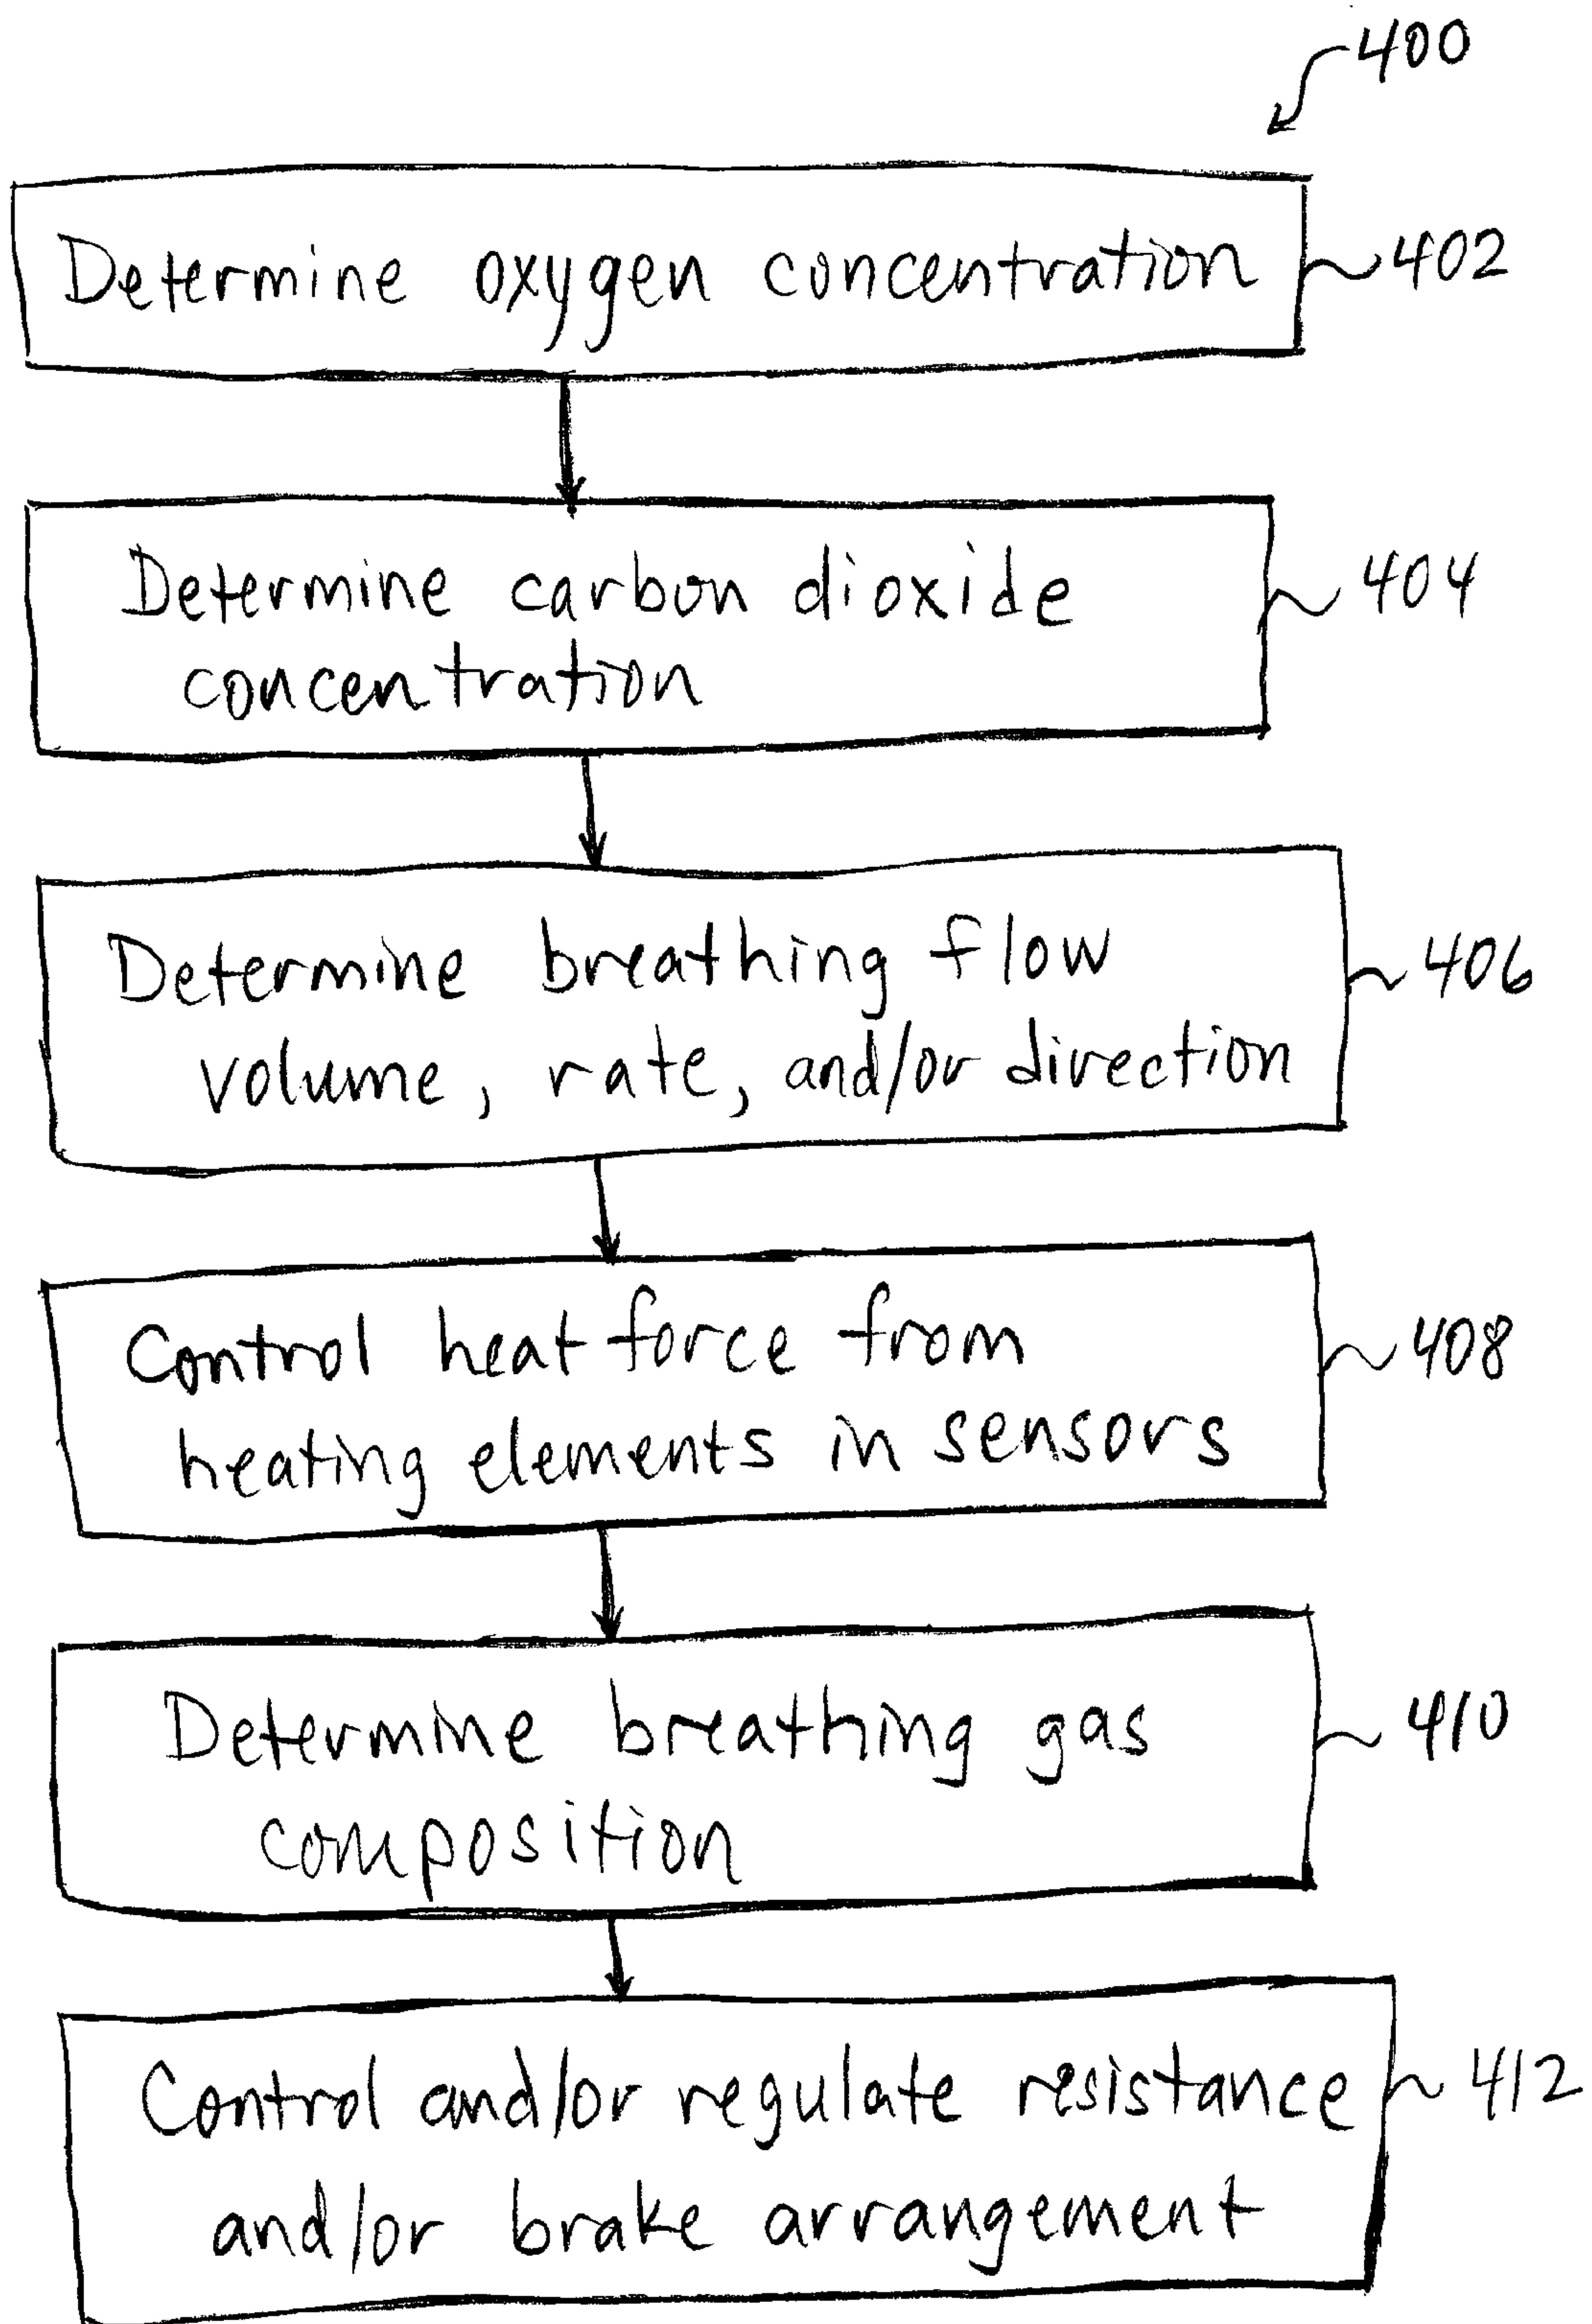 400
Determine oxygen concentration
402
Determine carbon dioxide
concentration
404
Determine breathing flow
volume, rate, and/or direction
406
Control heat force from
heating elements in sensors
408
Determine breathing gas
composition
410
Control and/or regulate resistance
and/or brake arrangement
412